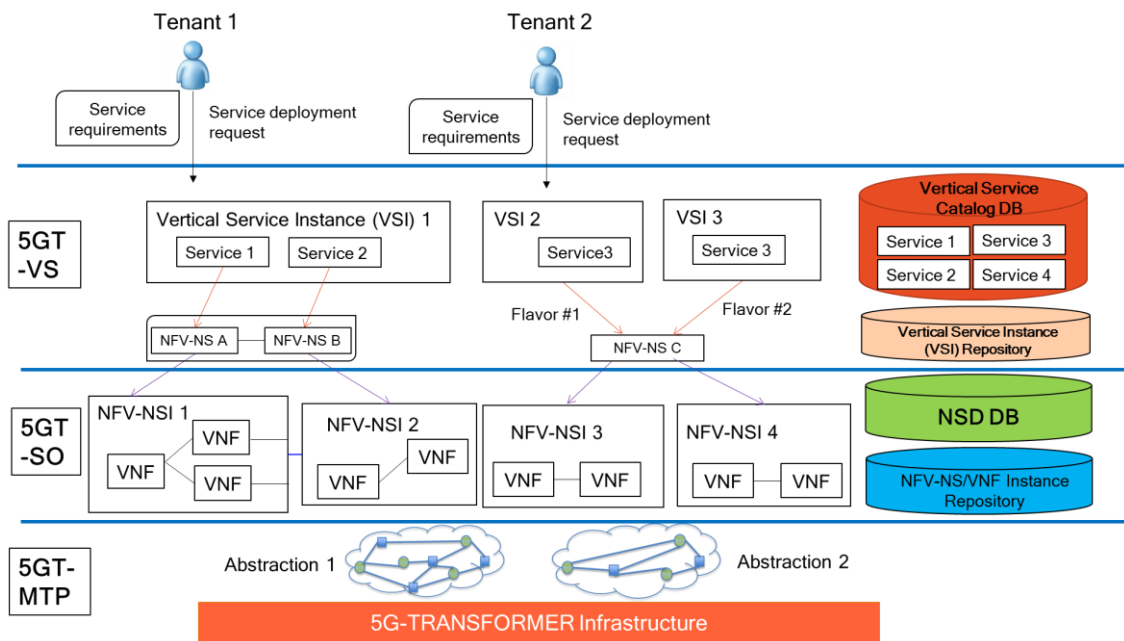 Tenant 1
Tenant 2
Service
requirements
Service deployment
request
Service
requirements
Service deployment
request
5GT
-VS
Vertical Service Instance (VSI) 1
Service 1
Service 2
VSI 2
Service3
VSI 3
Service 3
Vertical Service
Catalog DB
Service 1
Service 3
Service 2
Service 4
Flavor #1
Flavor #2
NFV-NS A
NFV-NS B
NFV-NS C
Vertical Service Instance
(VSI) Repository
5GT
-SO
NFV-NSI 1
VNF
VNF
VNF
NFV-NSI 2
VNF
VNF
NFV-NSI 3
VNF
VNF
NFV-NSI 4
VNF
VNF
NSD DB
NFV-NS/VNF Instance
Repository
5GT-
MTP
Abstraction 1
Abstraction 2
5G-TRANSFORMER Infrastructure